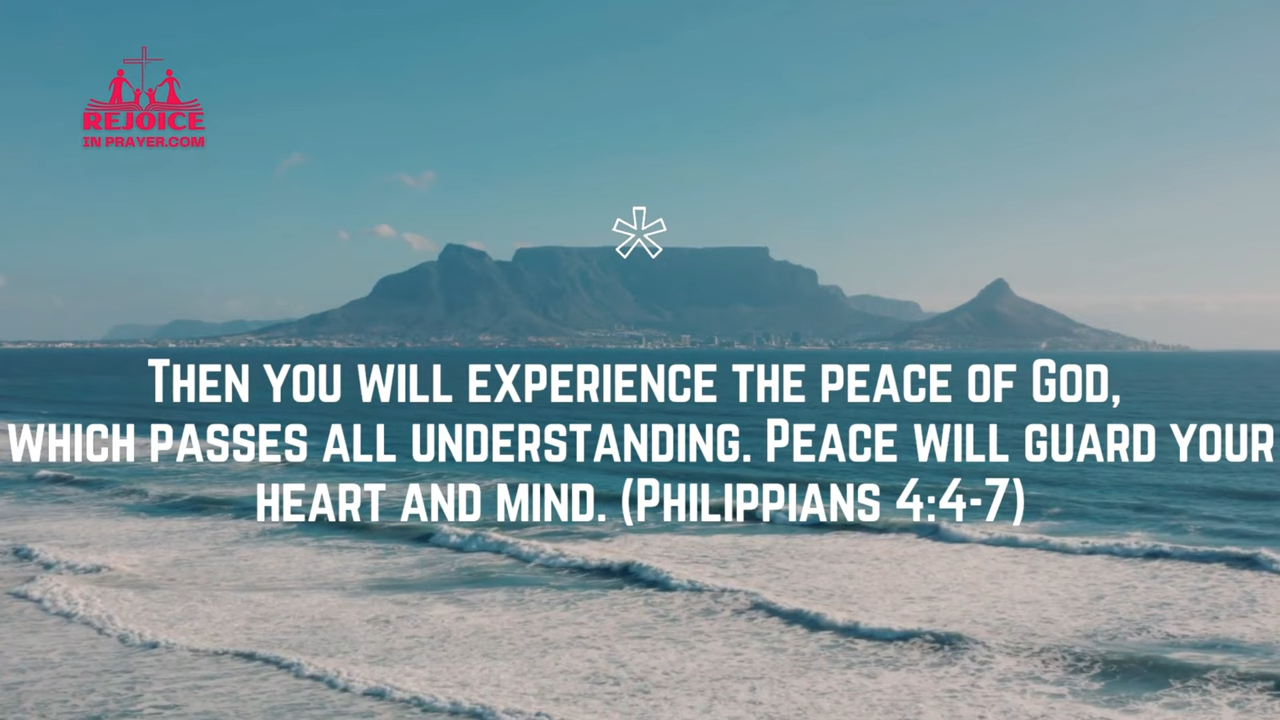 REJOICE
IN PRAYER.COM
Then you will experience the peace of God,
which passes all understanding. Peace will guard your
heart and mind. (Philippians 4:4-7)